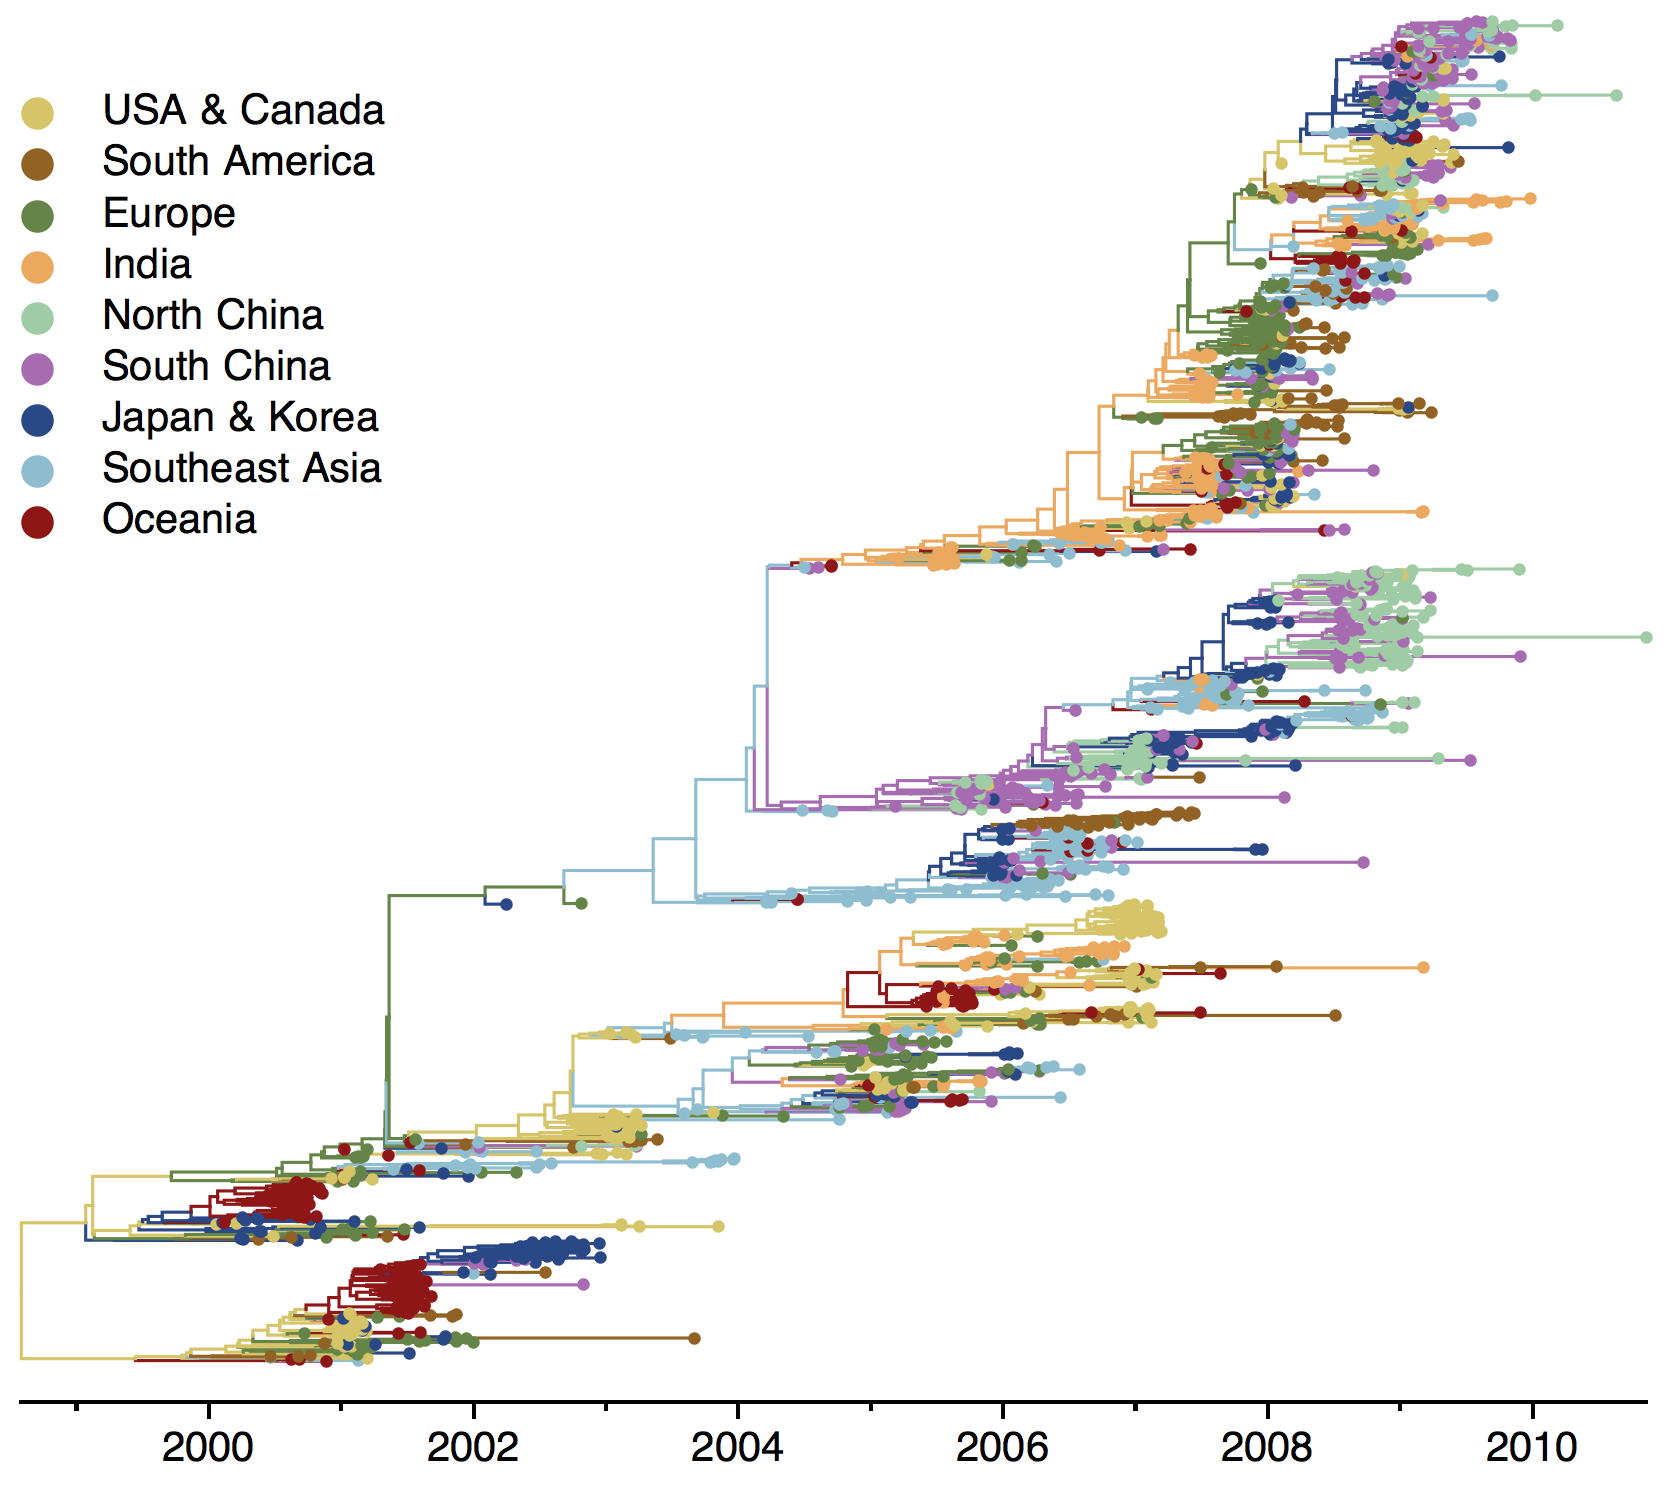 USA & Canada
South America
Europe
India
North China
South China
Japan & Korea
Southeast Asia
Oceania
2000 2002 2004 2006 2008 2010